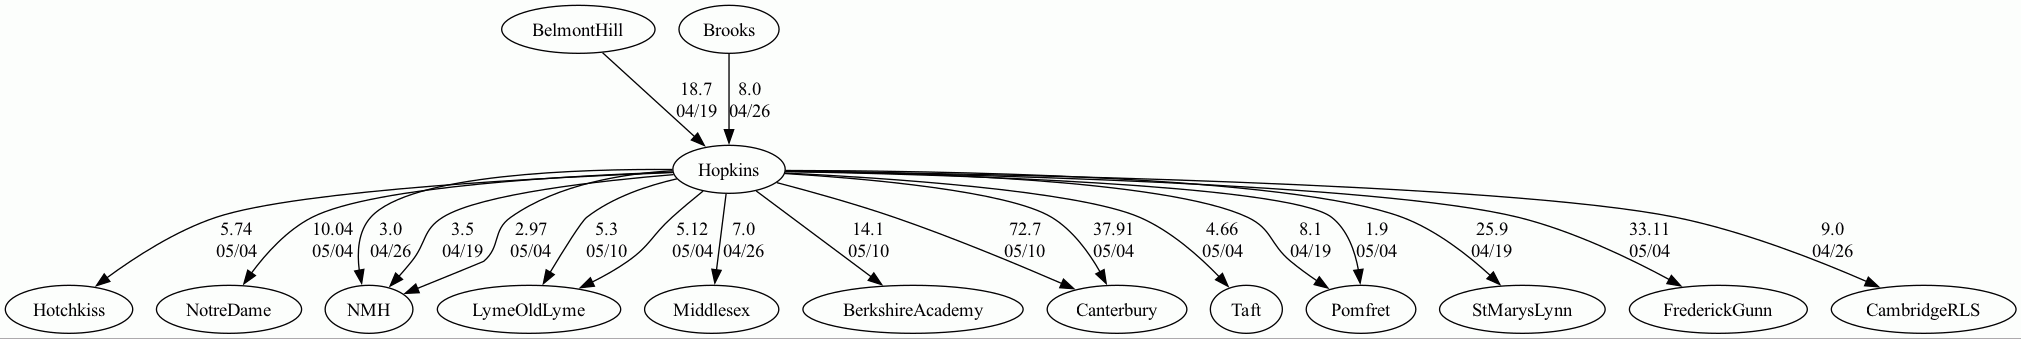 BelmontHill
Brooks
18.7
04/19
8.0
04/26
Hopkins
5.74
05/04
10.04
05/04
3.0
04/26
3.5
04/19
2.97
05/04
5.3
05/10
5.12
05/04
7.0
04/26
14.1
05/10
72.7
05/10
37.91
05/04
4.66
05/04
8.1
04/19
1.9
05/04
25.9
04/19
33.11
05/04
9.0
04/26
Hotchkiss
NotreDame
NMH
LymeOldLyme
Middlesex
BerkshireAcademy
Canterbury
Taft
Pomfret
StMarysLynn
FrederickGunn
CambridgeRLS